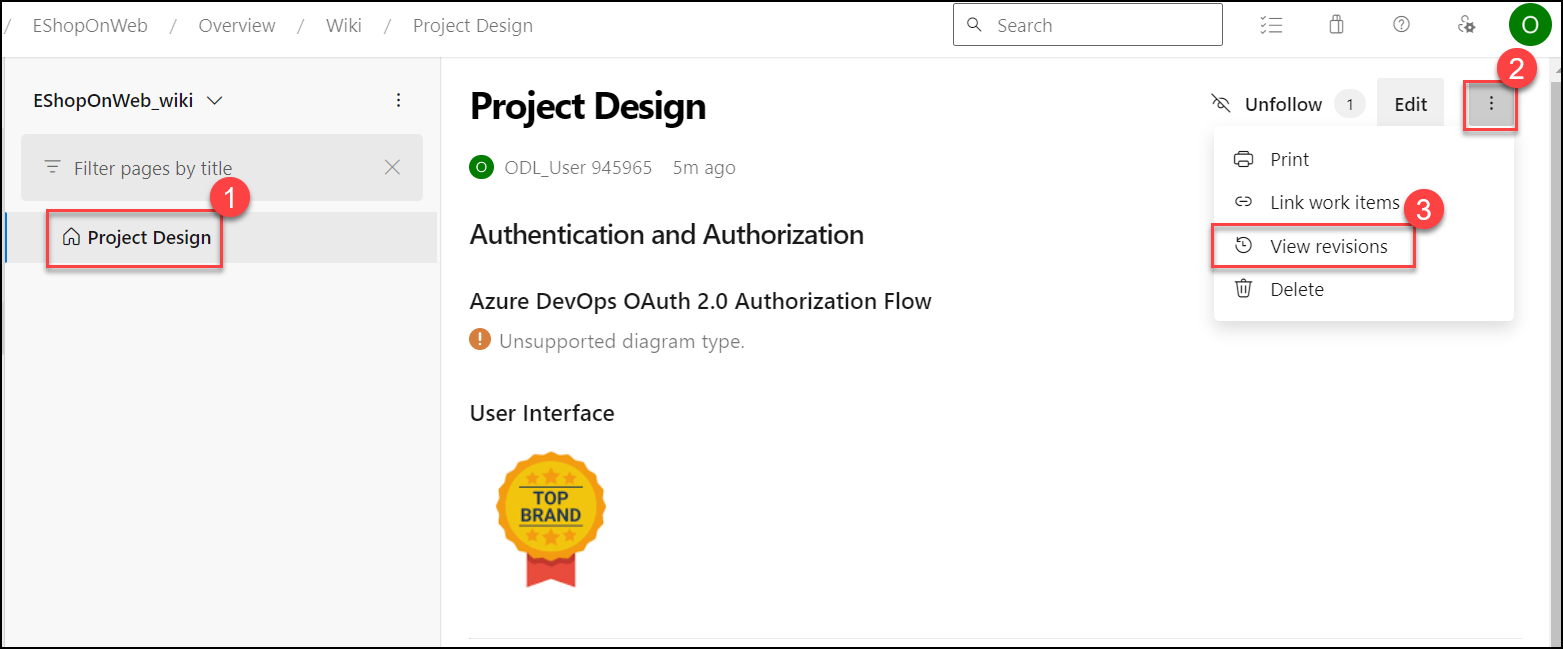 / EShopOnWeb / Overview / Wiki / Project Design
Search
O
2
EShopOnWeb_wiki
Project Design
Unfollow 1 Edit
Filter pages by title
O ODL_User 945965 5m ago
Print
1
Link work items
3
Project Design
Authentication and Authorization
View revisions
Delete
Azure DevOps OAuth 2.0 Authorization Flow
Unsupported diagram type.
User Interface
TOP
BRAND